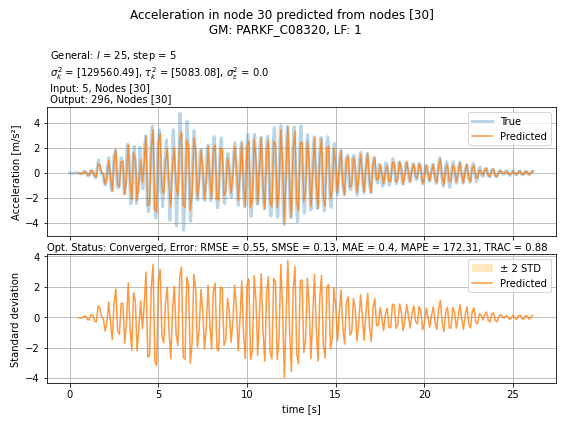 Acceleration in node 30 predicted from nodes [30]
GM: PARKF_C08320, LF: 1
General: l = 25, step = 5
σ_k^2 = [129560.49], τ_k^2 = [5083.08], σ_ε^2 = 0.0
Input: 5, Nodes [30]
Output: 296, Nodes [30]
Acceleration [m/s²]
4
2
0
−2
−4
True
Predicted
Opt. Status: Converged, Error: RMSE = 0.55, SMSE = 0.13, MAE = 0.4, MAPE = 172.31, TRAC = 0.88
Standard deviation
4
2
0
−2
−4
± 2 STD
Predicted
0 5 10 15 20 25
time [s]